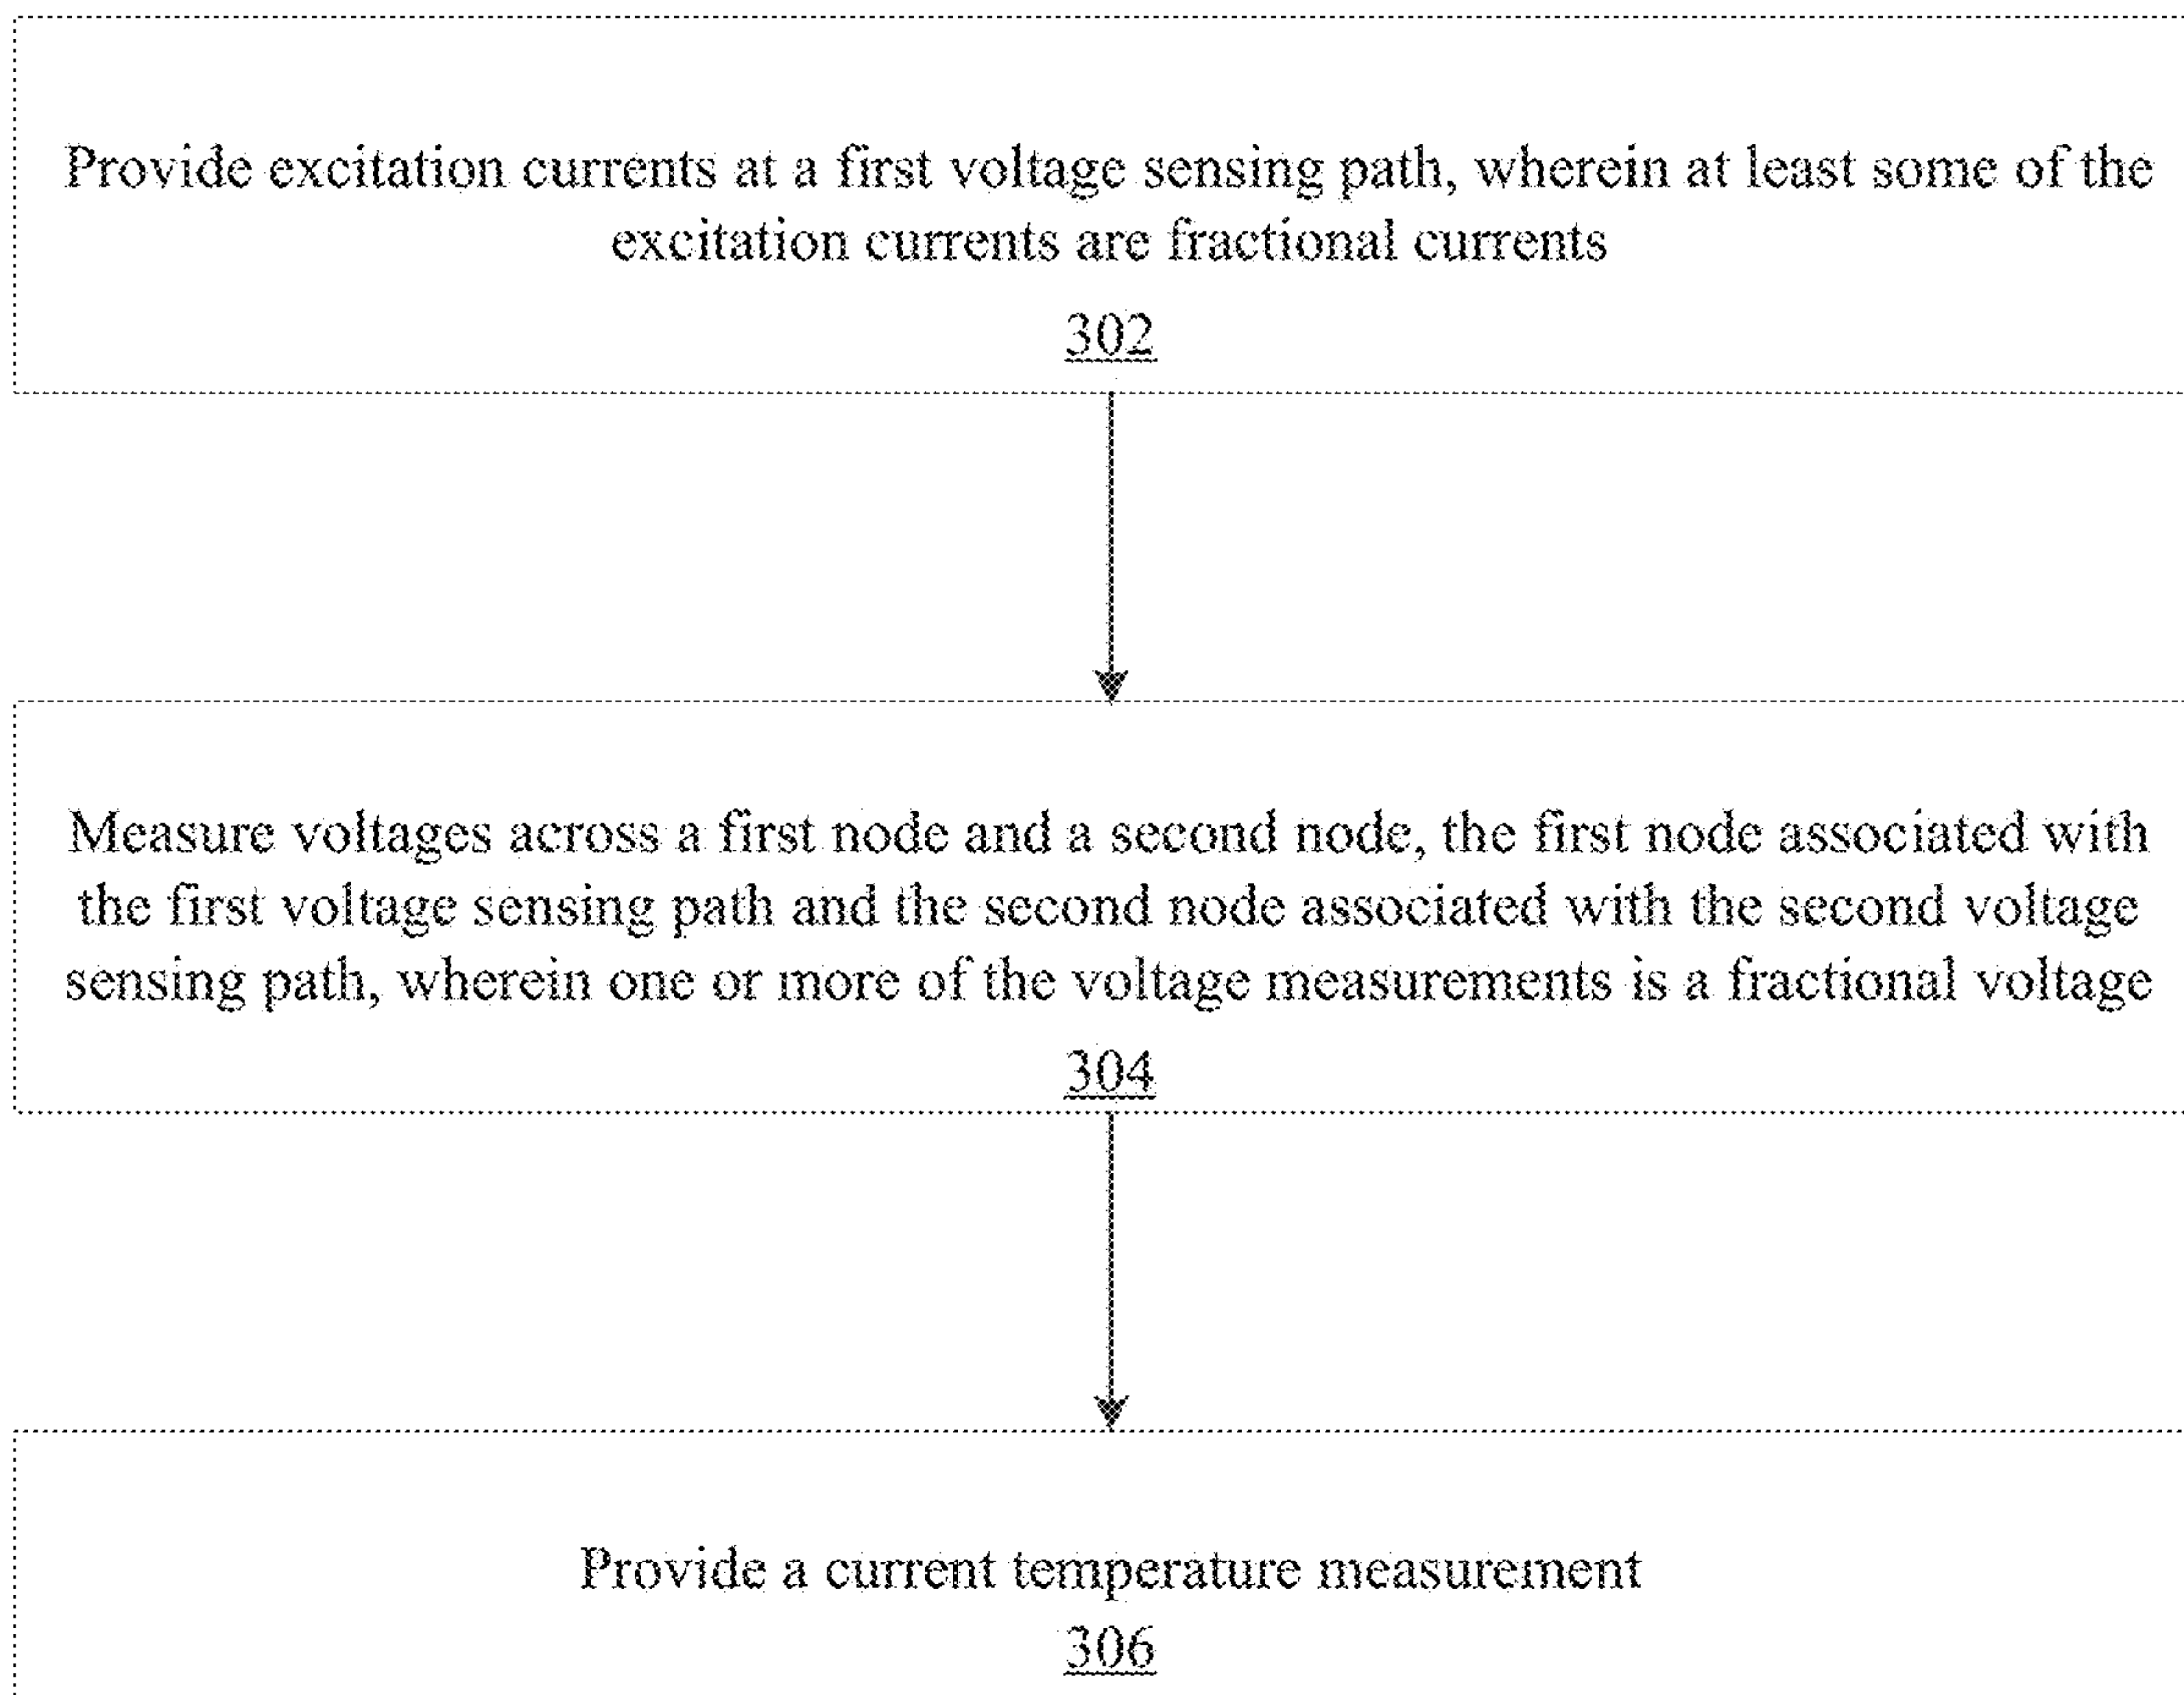 Provide excitation currents at a first voltage sensing path, wherein at least some of the
excitation currents are fractional currents
302
Measure voltages across a first node and a second node, the first node associated with
the first voltage sensing path and the second node associated with the second voltage
sensing path, wherein one or more of the voltage measurements is a fractional voltage
304
Provide a current temperature measurement
306